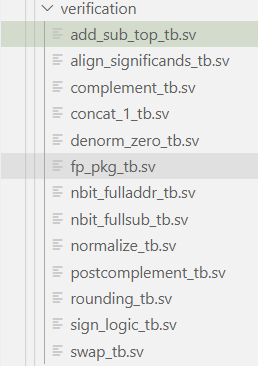 verification
add_sub_top_tb.sv
align_significands_tb.sv
complement_tb.sv
concat_1_tb.sv
denorm_zero_tb.sv
fp_pkg_tb.sv
nbit_fulladdr_tb.sv
nbit_fullsub_tb.sv
normalize_tb.sv
postcomplement_tb.sv
rounding_tb.sv
sign_logic_tb.sv
swap_tb.sv